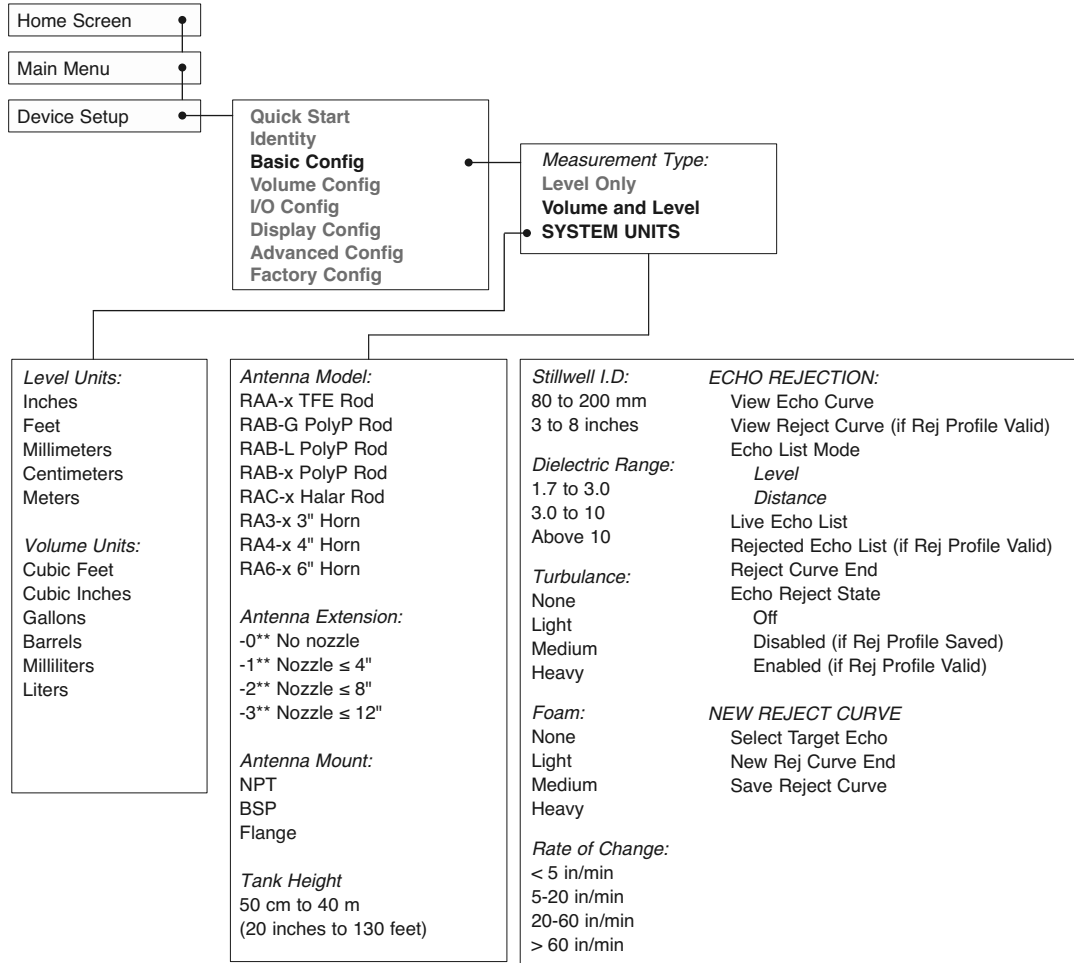 Home Screen
Main Menu
Device Setup
Quick Start
Identity
Basic Config
Volume Config
I/O Config
Display Config
Advanced Config
Factory Config
Measurement Type:
Level Only
Volume and Level
SYSTEM UNITS
Level Units:
Inches
Feet
Millimeters
Centimeters
Meters
Volume Units:
Cubic Feet
Cubic Inches
Gallons
Barrels
Milliliters
Liters
Antenna Model:
RAA-x TFE Rod
RAB-G PolyP Rod
RAB-L PolyP Rod
RAB-x PolyP Rod
RAC-x Halar Rod
RA3-x 3" Horn
RA4-x 4" Horn
RA6-x 6" Horn
Antenna Extension:
-0** No nozzle
-1** Nozzle ≤ 4"
-2** Nozzle ≤ 8"
-3** Nozzle ≤ 12"
Antenna Mount:
NPT
BSP
Flange
Tank Height
50 cm to 40 m
(20 inches to 130 feet)
Stillwell I.D:
80 to 200 mm
3 to 8 inches
Dielectric Range:
1.7 to 3.0
3.0 to 10
Above 10
Turbulance:
None
Light
Medium
Heavy
Foam:
None
Light
Medium
Heavy
Rate of Change:
< 5 in/min
5-20 in/min
20-60 in/min
> 60 in/min
ECHO REJECTION:
View Echo Curve
View Reject Curve (if Rej Profile Valid)
Echo List Mode
Level
Distance
Live Echo List
Rejected Echo List (if Rej Profile Valid)
Reject Curve End
Echo Reject State
Off
Disabled (if Rej Profile Saved)
Enabled (if Rej Profile Valid)
NEW REJECT CURVE
Select Target Echo
New Rej Curve End
Save Reject Curve